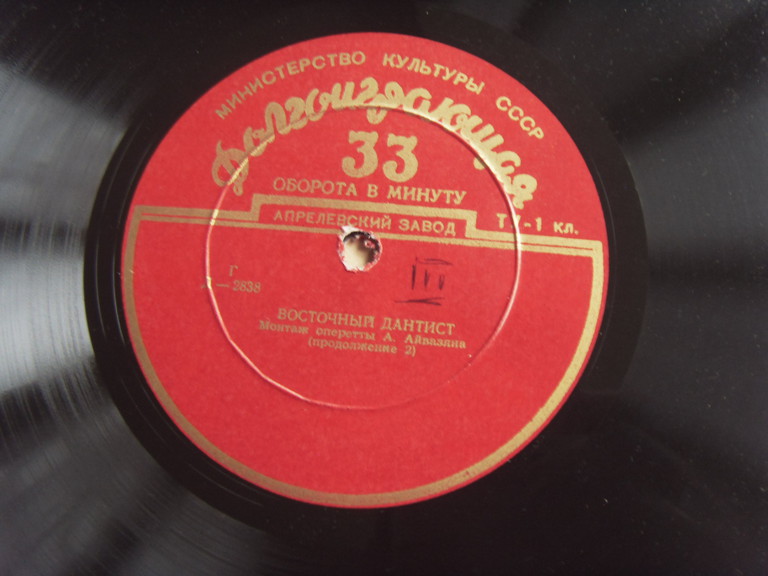 МИНИСТЕРСТВО КУЛЬТУРЫ СССР
Долгоиграющая
33
ОБОРОТА В МИНУТУ
АПРЕЛЕВСКИЙ ЗАВОД
-1 кл.
Г
—2838
III
ВОСТОЧНЫЙ ДАНТИСТ
Монтаж оперетты А. Айвазяна
(продолжение 2)